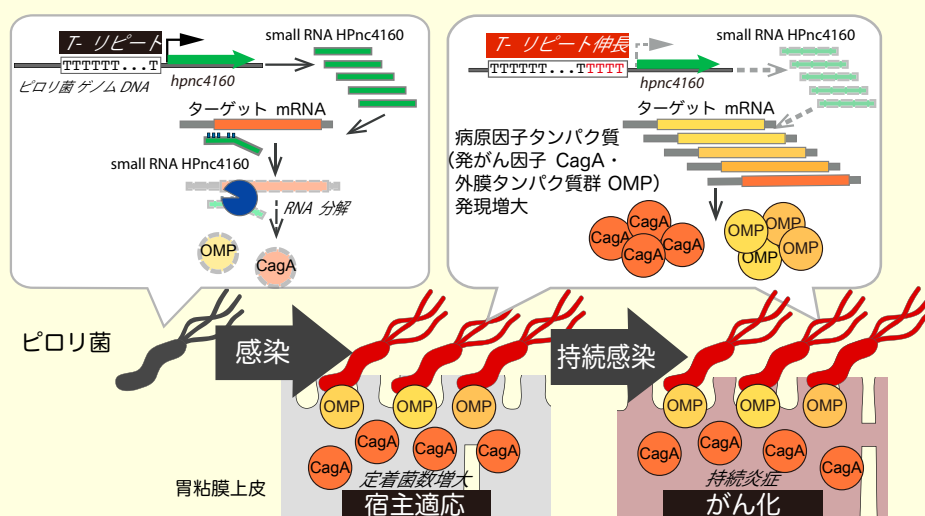 T- リピート
small RNA HPnc4160
TTTTTT...T
hpnc4160
ピロリ菌 ゲノム DNA
ターゲット mRNA
small RNA HPnc4160
RNA 分解
OMP
CagA
T- リピート伸長
small RNA HPnc4160
TTTTTT...TTTTT
hpnc4160
ターゲット mRNA
病原因子タンパク質
(発がん因子 CagA・
外膜タンパク質群 OMP)
発現増大
CagA
CagA
CagA
CagA
OMP
OMP
OMP
OMP
ピロリ菌
感染
持続感染
OMP
OMP
OMP
OMP
OMP
OMP
CagA
CagA
CagA
CagA
CagA
CagA
CagA
CagA
胃粘膜上皮
定着菌数増大
宿主適応
持続炎症
がん化